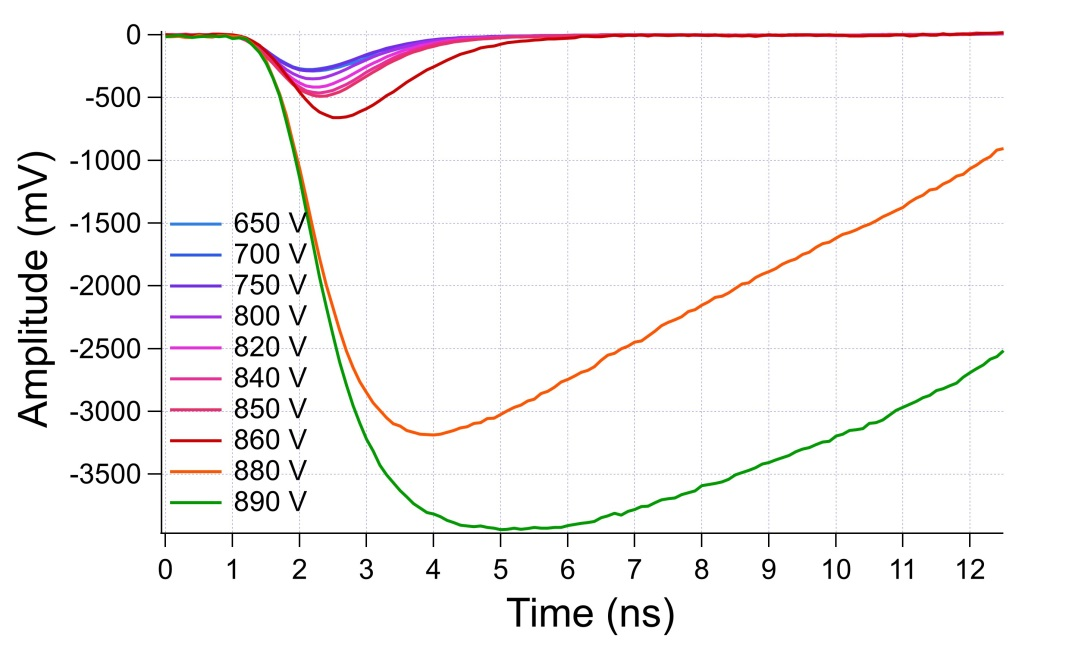 Amplitude (mV)
0
-500
-1000
-1500
-2000
-2500
-3000
-3500
650 V
700 V
750 V
800 V
820 V
840 V
850 V
860 V
880 V
890 V
0 1 2 3 4 5 6 7 8 9 10 11 12
Time (ns)